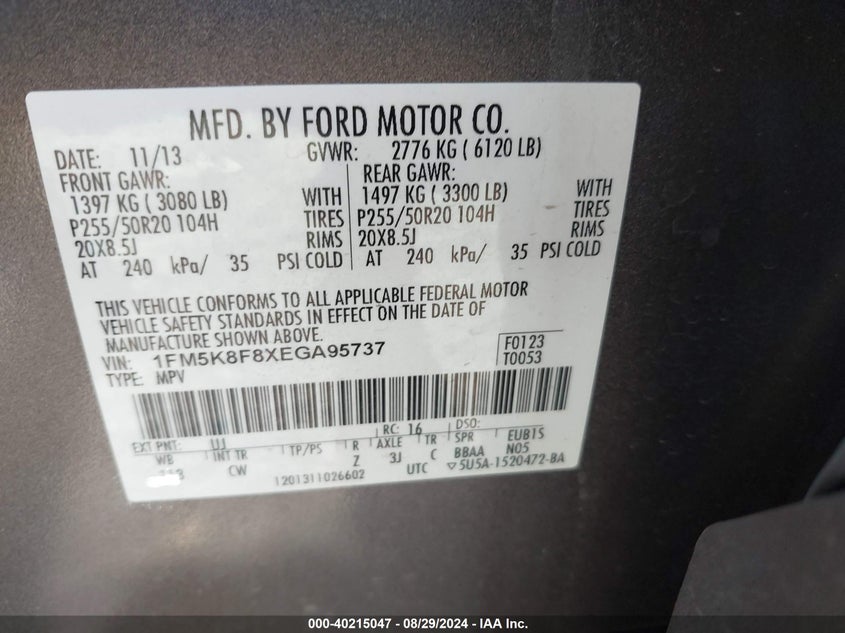 MFD. BY FORD MOTOR CO.
DATE: 11/13 GVWR: 2776 KG ( 6120 LB)
FRONT GAWR: REAR GAWR:
1397 KG ( 3080 LB) WITH 1497 KG ( 3300 LB) WITH
P255/50R20 104H TIRES P255/50R20 104H TIRES
20X8.5J RIMS 20X8.5J RIMS
AT 240 kPa/ 35 PSI COLD AT 240 kPa/ 35 PSI COLD
THIS VEHICLE CONFORMS TO ALL APPLICABLE FEDERAL MOTOR
VEHICLE SAFETY STANDARDS IN EFFECT ON THE DATE OF
MANUFACTURE SHOWN ABOVE.
VIN: 1FM5K8F8XEGA95737 F0123
TYPE: MPV T0053
EXT PNT: UJ RC: 16 DSO:
WB INT TR TP/PS R AXLE TR SPR EUB1S
CW Z 3J C BBAA N05
1201311026602 UTC ▽5U5A-1520472-BA
000-40215047 - 08/29/2024 - IAA Inc.